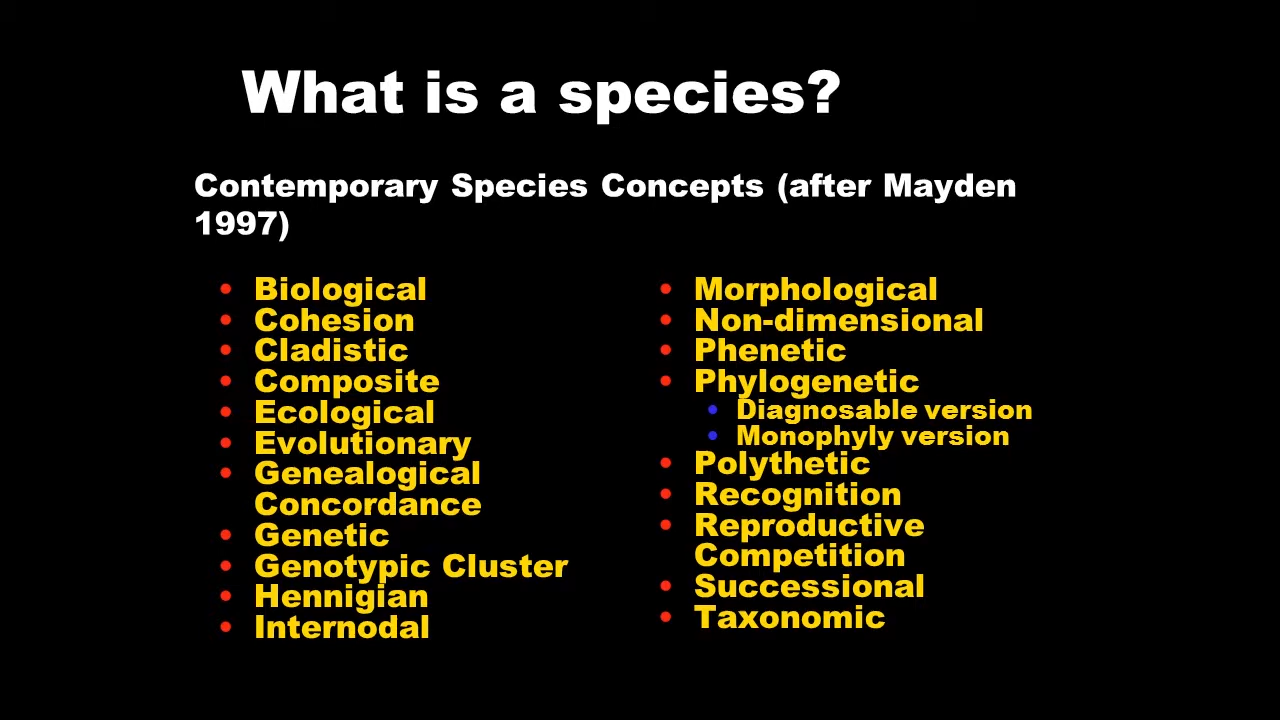 What is a species?
Contemporary Species Concepts (after Mayden
1997)
• Biological
• Cohesion
• Cladistic
• Composite
• Ecological
• Evolutionary
• Genealogical
Concordance
• Genetic
• Genotypic Cluster
• Hennigian
• Internodal
• Morphological
• Non-dimensional
• Phenetic
• Phylogenetic
• Diagnosable version
• Monophyly version
• Polythetic
• Recognition
• Reproductive
Competition
• Successional
• Taxonomic